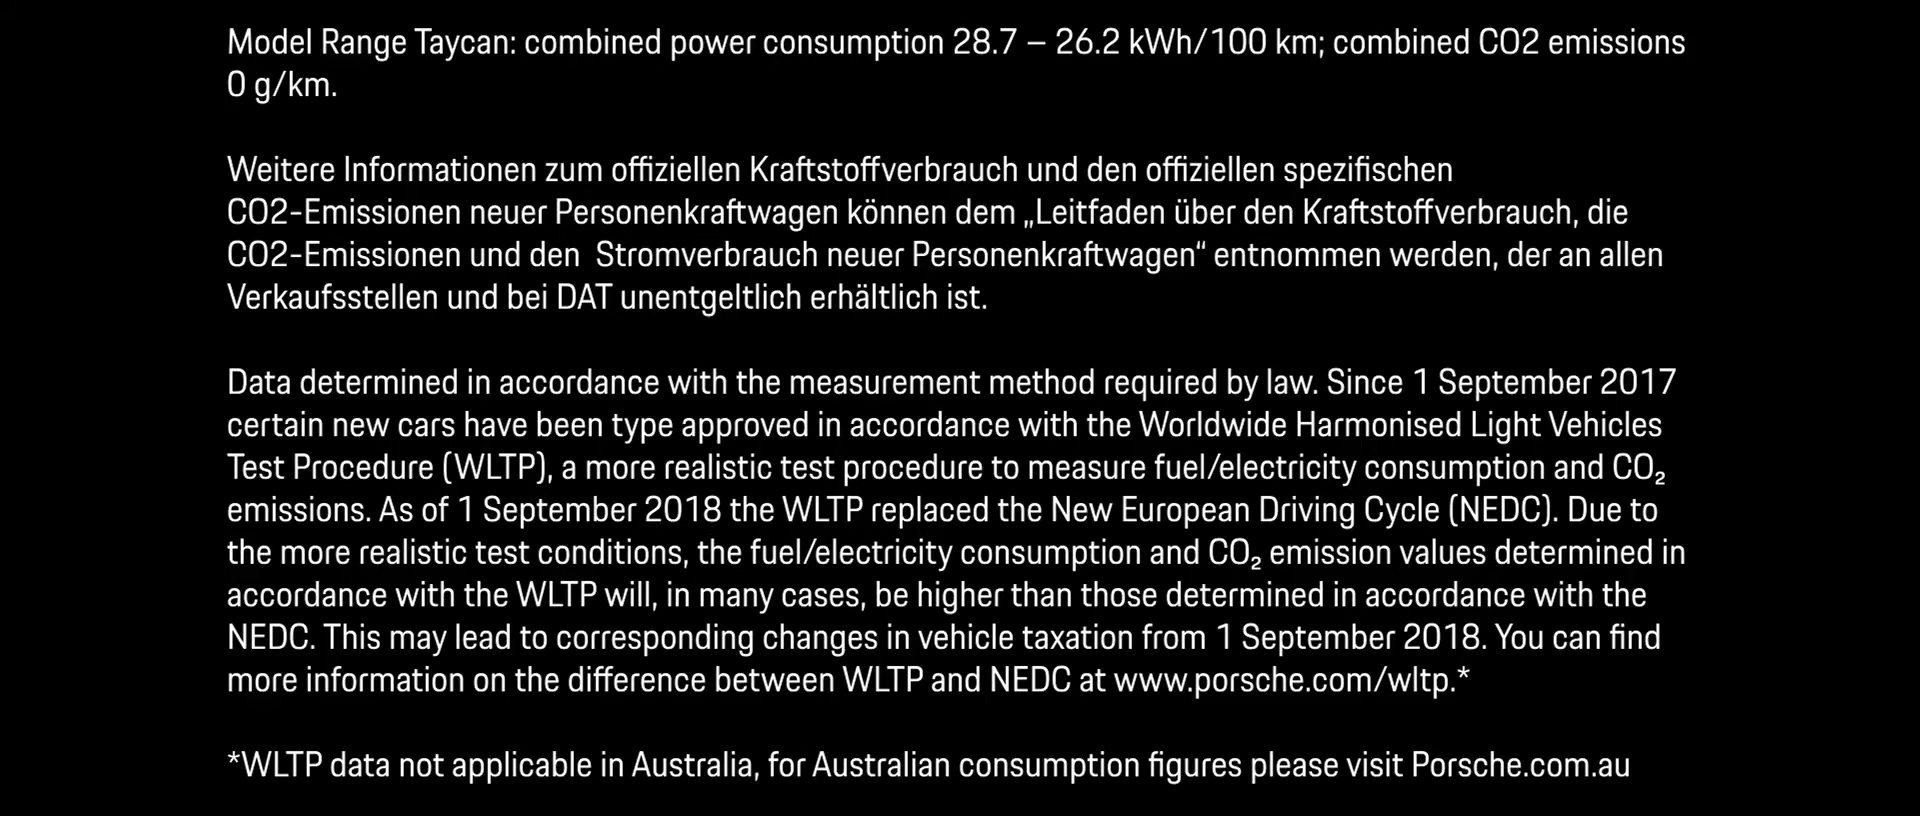 Model Range Taycan: combined power consumption 28.7 – 26.2 kWh/100 km; combined CO2 emissions
0 g/km.
Weitere Informationen zum offiziellen Kraftstoffverbrauch und den offiziellen spezifischen
CO2-Emissionen neuer Personenkraftwagen können dem „Leitfaden über den Kraftstoffverbrauch, die
CO2-Emissionen und den  Stromverbrauch neuer Personenkraftwagen“ entnommen werden, der an allen
Verkaufsstellen und bei DAT unentgeltlich erhältlich ist.
Data determined in accordance with the measurement method required by law. Since 1 September 2017
certain new cars have been type approved in accordance with the Worldwide Harmonised Light Vehicles
Test Procedure (WLTP), a more realistic test procedure to measure fuel/electricity consumption and CO₂
emissions. As of 1 September 2018 the WLTP replaced the New European Driving Cycle (NEDC). Due to
the more realistic test conditions, the fuel/electricity consumption and CO₂ emission values determined in
accordance with the WLTP will, in many cases, be higher than those determined in accordance with the
NEDC. This may lead to corresponding changes in vehicle taxation from 1 September 2018. You can find
more information on the difference between WLTP and NEDC at www.porsche.com/wltp.*
*WLTP data not applicable in Australia, for Australian consumption figures please visit Porsche.com.au